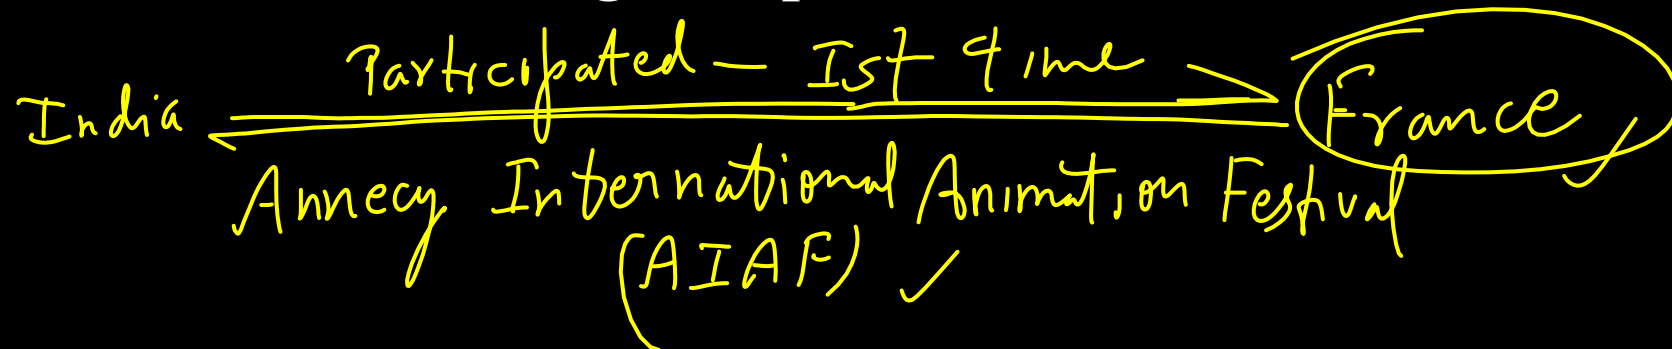 Participated — Ist time
India France
Annecy International Animation Festival
(AIAF)